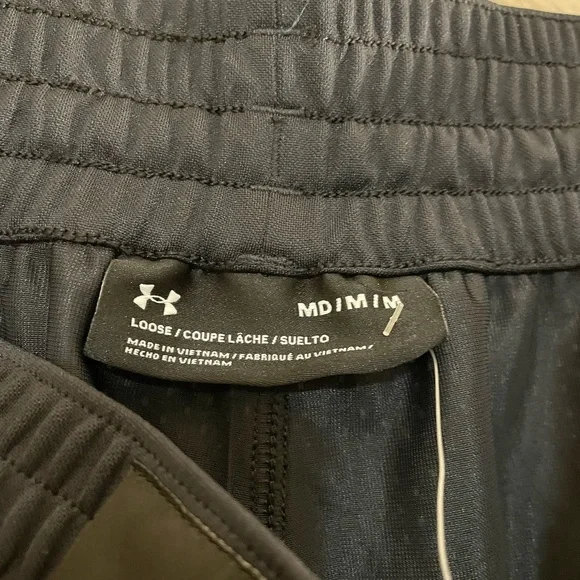 MD/M/M
LOOSE / COUPE LÂCHE / SUELTO
MADE IN VIETNAM / FABRIQUÉ AU VIETNAM /
HECHO EN VIETNAM